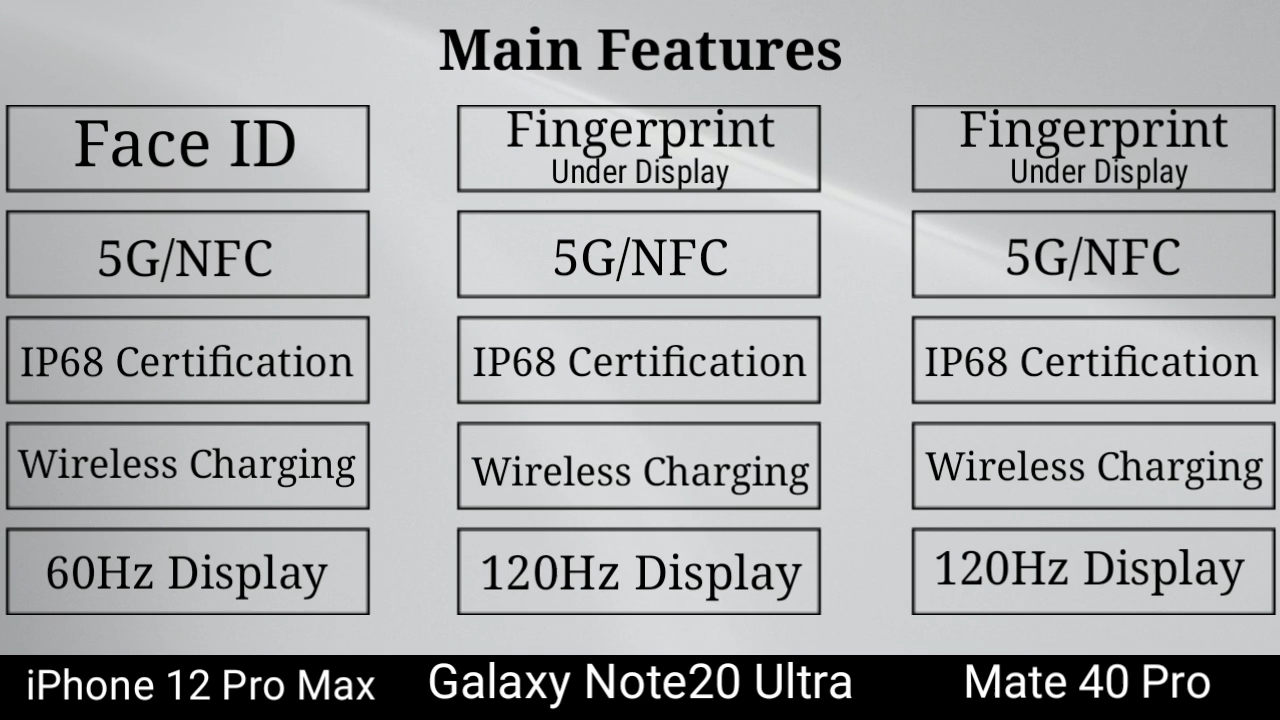 Main Features
Face ID
Fingerprint
Under Display
Fingerprint
Under Display
5G/NFC
5G/NFC
5G/NFC
IP68 Certification
IP68 Certification
IP68 Certification
Wireless Charging
Wireless Charging
Wireless Charging
60Hz Display
120Hz Display
120Hz Display
iPhone 12 Pro Max
Galaxy Note20 Ultra
Mate 40 Pro